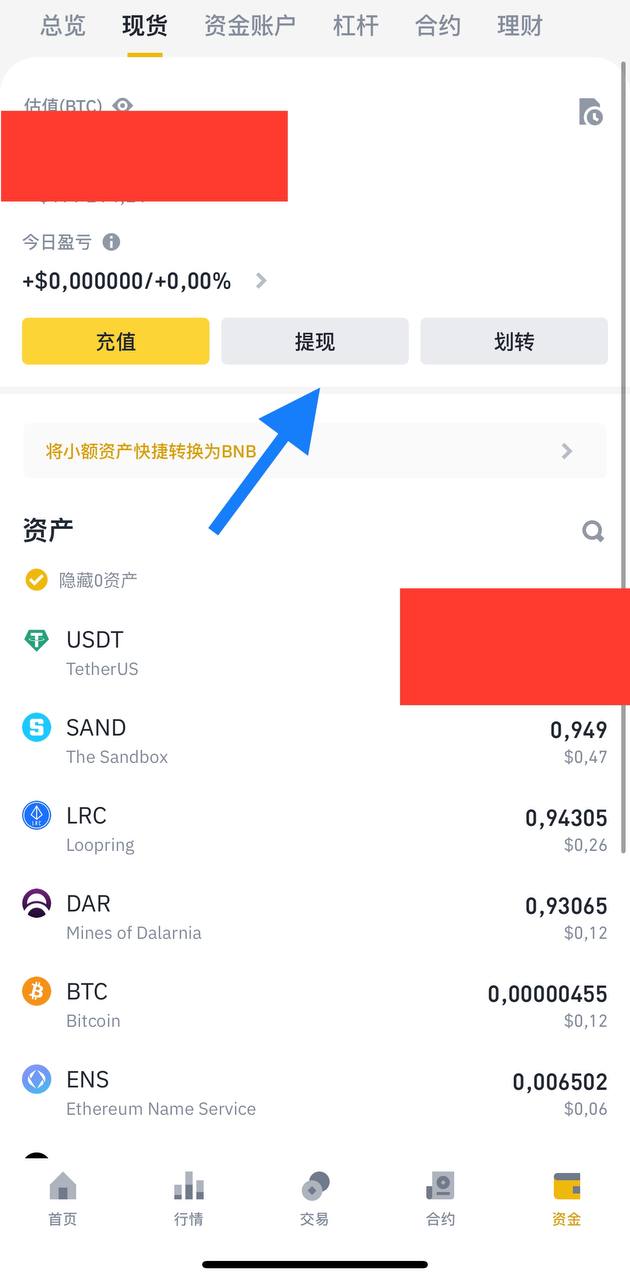 总览 现货 资金账户 杠杆 合约 理财
估值(BTC)
今日盈亏
+$0,000000/+0,00%
充值 提现 划转
将小额资产快捷转换为BNB
资产
隐藏0资产
USDT
TetherUS
SAND 0,949
The Sandbox $0,47
LRC 0,94305
Loopring $0,26
DAR 0,93065
Mines of Dalarnia $0,12
BTC 0,00000455
Bitcoin $0,12
ENS 0,006502
Ethereum Name Service $0,06
首页 行情 交易 合约 资金